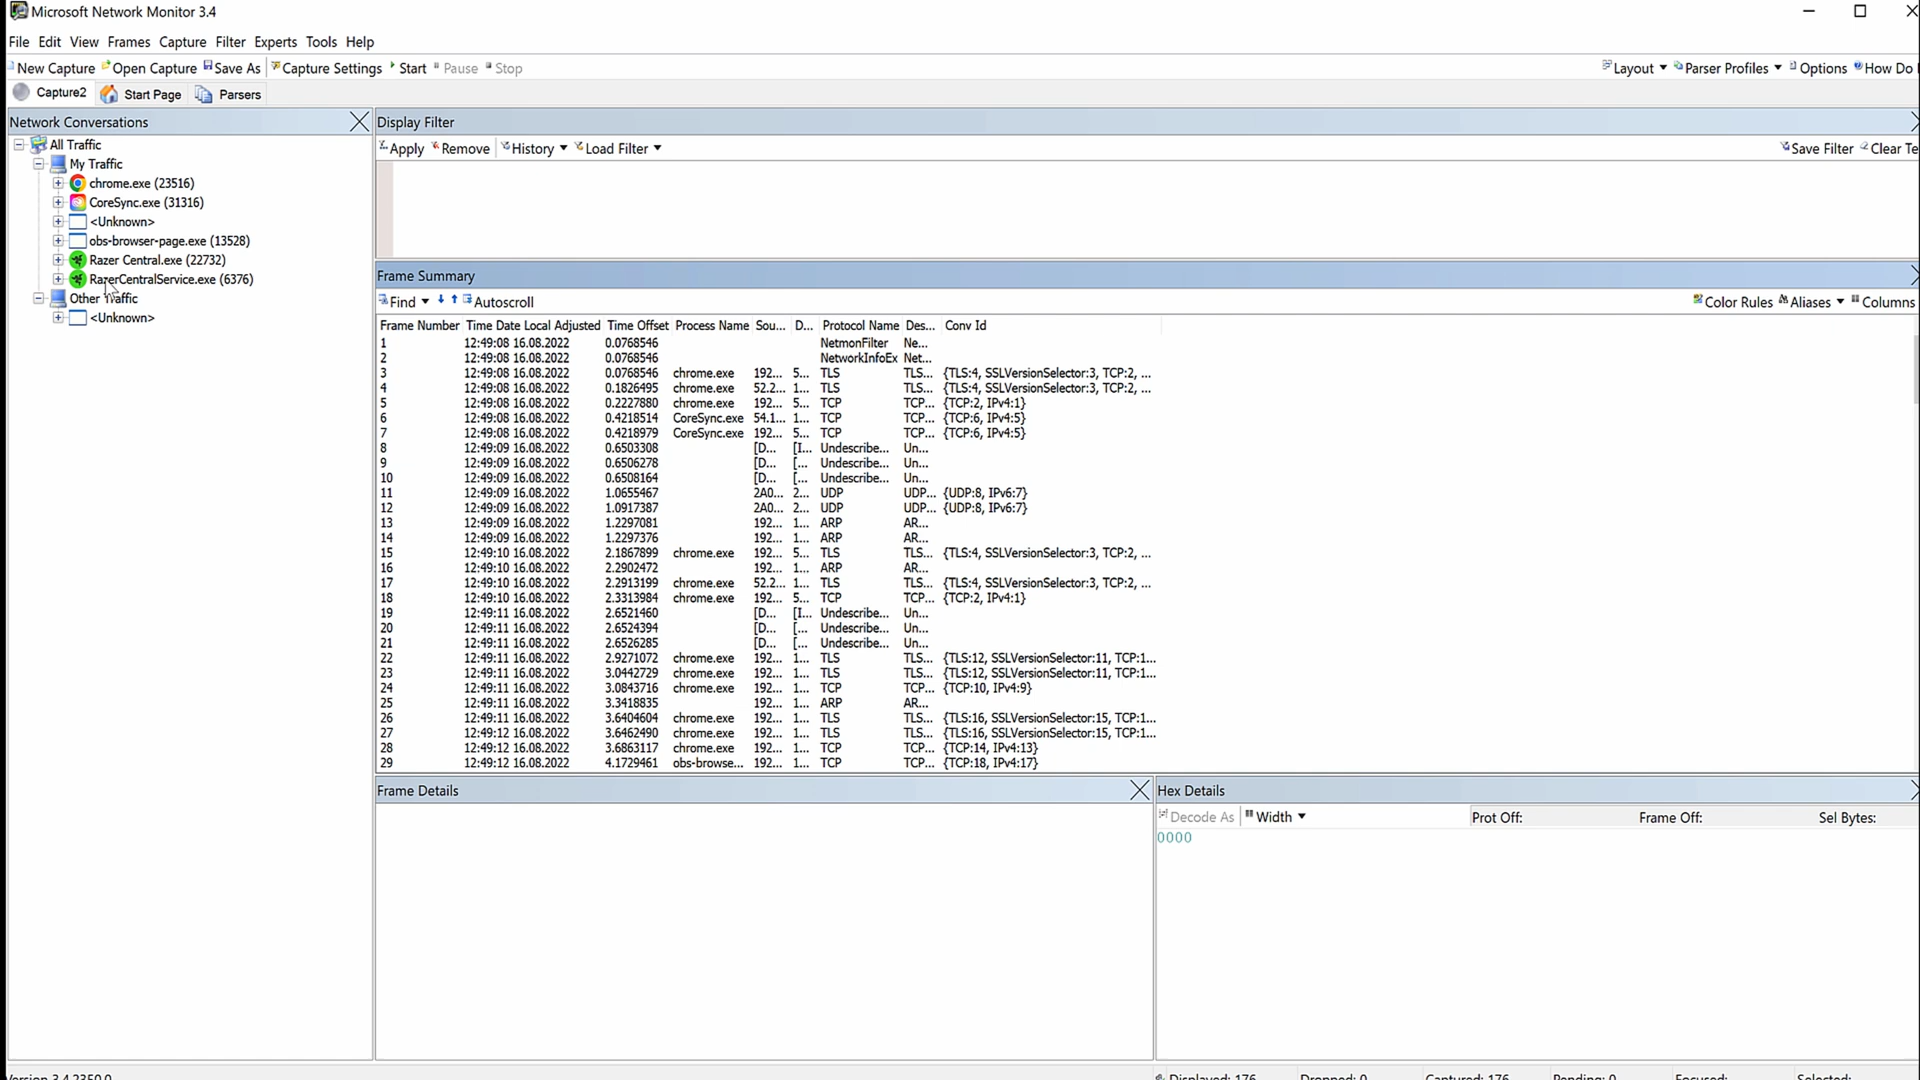 Microsoft Network Monitor 3.4
File Edit View Frames Capture Filter Experts Tools Help
New Capture Open Capture Save As Capture Settings Start Pause Stop Layout Parser Profiles Options How Do
Capture2 Start Page Parsers
Network Conversations
All Traffic
My Traffic
chrome.exe (23516)
CoreSync.exe (31316)
<Unknown>
obs-browser-page.exe (13528)
Razer Central.exe (22732)
RazerCentralService.exe (6376)
Other Traffic
<Unknown>
Display Filter
Apply Remove History Load Filter Save Filter Clear Te
Frame Summary
Find Autoscroll Color Rules Aliases Columns
Frame Number Time Date Local Adjusted Time Offset Process Name Sou... D... Protocol Name Des... Conv Id
1 12:49:08 16.08.2022 0.0768546 NetmonFilter Ne...
2 12:49:08 16.08.2022 0.0768546 NetworkInfoEx Net...
3 12:49:08 16.08.2022 0.0768546 chrome.exe 192... 5... TLS TLS... {TLS:4, SSLVersionSelector:3, TCP:2, ...
4 12:49:08 16.08.2022 0.1826495 chrome.exe 52.2... 1... TLS TLS... {TLS:4, SSLVersionSelector:3, TCP:2, ...
5 12:49:08 16.08.2022 0.2227880 chrome.exe 192... 5... TCP TCP... {TCP:2, IPv4:1}
6 12:49:08 16.08.2022 0.4218514 CoreSync.exe 54.1... 1... TCP TCP... {TCP:6, IPv4:5}
7 12:49:08 16.08.2022 0.4218979 CoreSync.exe 192... 5... TCP TCP... {TCP:6, IPv4:5}
8 12:49:09 16.08.2022 0.6503308 [D... [I... Undescribe... Un...
9 12:49:09 16.08.2022 0.6506278 [D... [... Undescribe... Un...
10 12:49:09 16.08.2022 0.6508164 [D... [... Undescribe... Un...
11 12:49:09 16.08.2022 1.0655467 2A0... 2... UDP UDP... {UDP:8, IPv6:7}
12 12:49:09 16.08.2022 1.0917387 2A0... 2... UDP UDP... {UDP:8, IPv6:7}
13 12:49:09 16.08.2022 1.2297081 192... 1... ARP AR...
14 12:49:09 16.08.2022 1.2297376 192... 1... ARP AR...
15 12:49:10 16.08.2022 2.1867899 chrome.exe 192... 5... TLS TLS... {TLS:4, SSLVersionSelector:3, TCP:2, ...
16 12:49:10 16.08.2022 2.2902472 192... 1... ARP AR...
17 12:49:10 16.08.2022 2.2913199 chrome.exe 52.2... 1... TLS TLS... {TLS:4, SSLVersionSelector:3, TCP:2, ...
18 12:49:10 16.08.2022 2.3313984 chrome.exe 192... 5... TCP TCP... {TCP:2, IPv4:1}
19 12:49:11 16.08.2022 2.6521460 [D... [I... Undescribe... Un...
20 12:49:11 16.08.2022 2.6524394 [D... [... Undescribe... Un...
21 12:49:11 16.08.2022 2.6526285 [D... [... Undescribe... Un...
22 12:49:11 16.08.2022 2.9271072 chrome.exe 192... 1... TLS TLS... {TLS:12, SSLVersionSelector:11, TCP:1...
23 12:49:11 16.08.2022 3.0442729 chrome.exe 192... 1... TLS TLS... {TLS:12, SSLVersionSelector:11, TCP:1...
24 12:49:11 16.08.2022 3.0843716 chrome.exe 192... 1... TCP TCP... {TCP:10, IPv4:9}
25 12:49:11 16.08.2022 3.3418835 192... 1... ARP AR...
26 12:49:11 16.08.2022 3.6404604 chrome.exe 192... 1... TLS TLS... {TLS:16, SSLVersionSelector:15, TCP:1...
27 12:49:12 16.08.2022 3.6462490 chrome.exe 192... 1... TLS TLS... {TLS:16, SSLVersionSelector:15, TCP:1...
28 12:49:12 16.08.2022 3.6863117 chrome.exe 192... 1... TCP TCP... {TCP:14, IPv4:13}
29 12:49:12 16.08.2022 4.1729461 obs-browse... 192... 1... TCP TCP... {TCP:18, IPv4:17}
Frame Details
Hex Details
Decode As Width Prot Off: Frame Off: Sel Bytes:
0000
Version 3.4.2350.0 Displayed: 176 Dropped: 0 Captured: 176 Pending: 0 Focused: Selected: